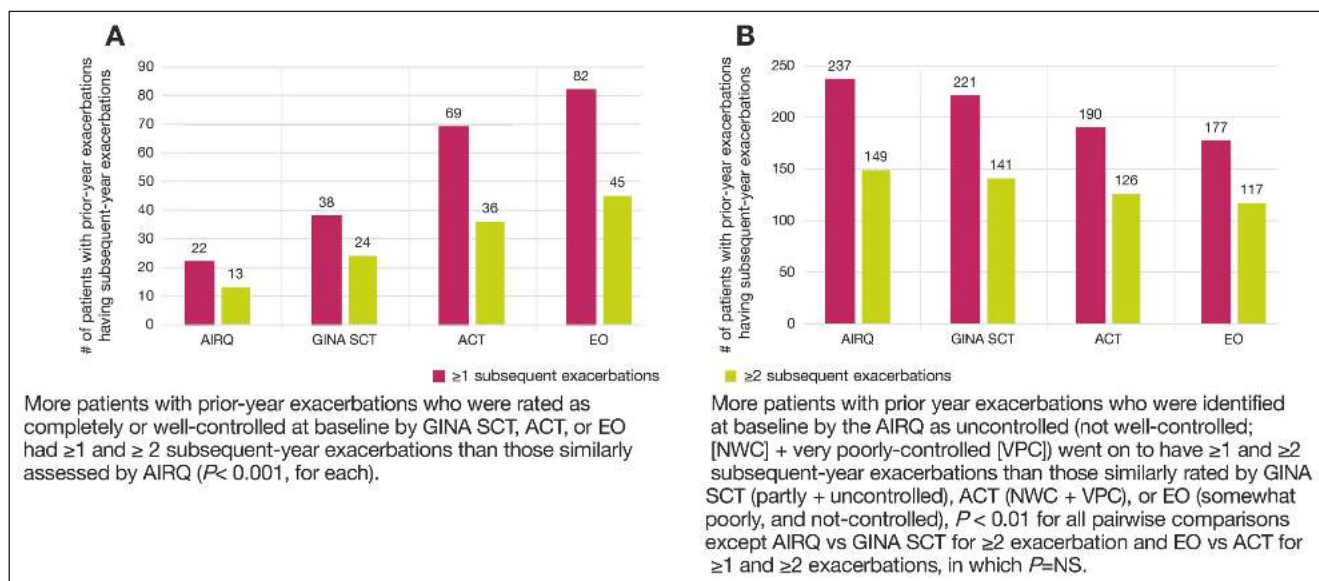 A
# of patients with prior-year exacerbations
having subsequent-year exacerbations
90
80
70
60
50
40
30
20
10
0
22
13
38
24
69
36
82
45
AIRQ
GINA SCT
ACT
EO
B
# of patients with prior-year exacerbations
having subsequent-year exacerbations
250
200
150
100
50
0
237
149
221
141
190
126
177
117
AIRQ
GINA SCT
ACT
EO
≥1 subsequent exacerbations
≥2 subsequent exacerbations
More patients with prior-year exacerbations who were rated as
completely or well-controlled at baseline by GINA SCT, ACT, or EO
had ≥1 and ≥ 2 subsequent-year exacerbations than those similarly
assessed by AIRQ (P< 0.001, for each).
More patients with prior year exacerbations who were identified
at baseline by the AIRQ as uncontrolled (not well-controlled;
[NWC] + very poorly-controlled [VPC]) went on to have ≥1 and ≥2
subsequent-year exacerbations than those similarly rated by GINA
SCT (partly + uncontrolled), ACT (NWC + VPC), or EO (somewhat
poorly, and not-controlled), P < 0.01 for all pairwise comparisons
except AIRQ vs GINA SCT for ≥2 exacerbation and EO vs ACT for
≥1 and ≥2 exacerbations, in which P=NS.